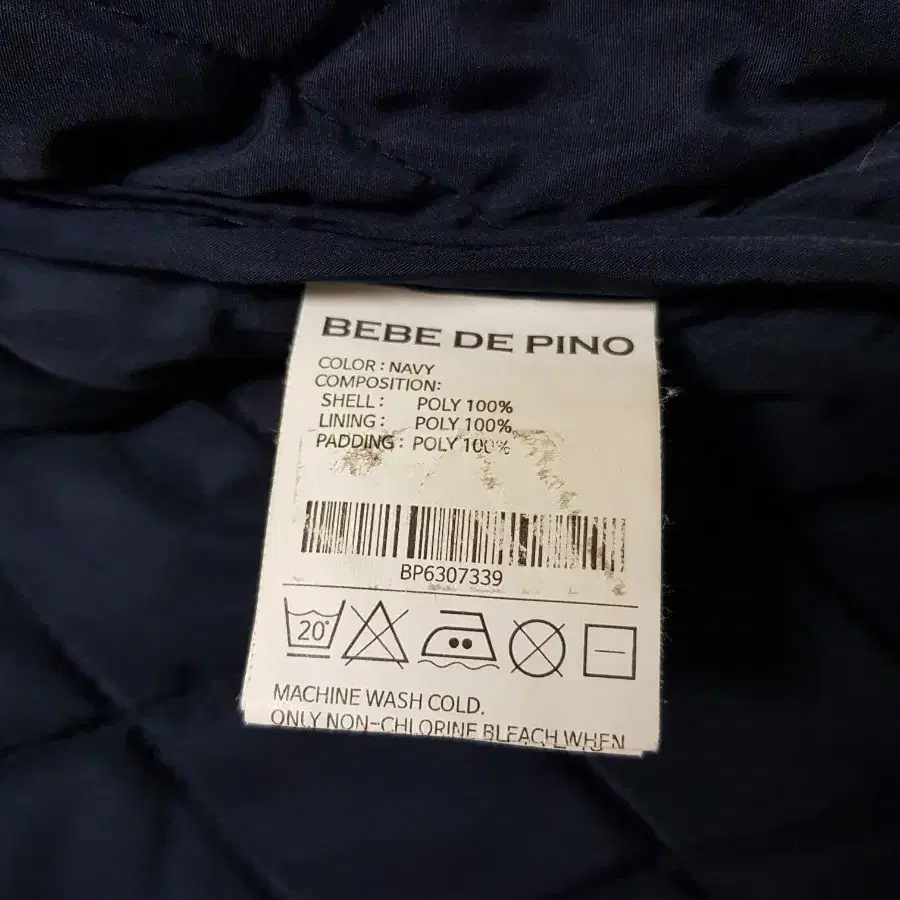 BEBE DE PINO
COLOR : NAVY
COMPOSITION:
SHELL : POLY 100%
LINING : POLY 100%
PADDING : POLY 100%
BP6307339
20°
MACHINE WASH COLD.
ONLY NON-CHLORINE BLEACH WHEN